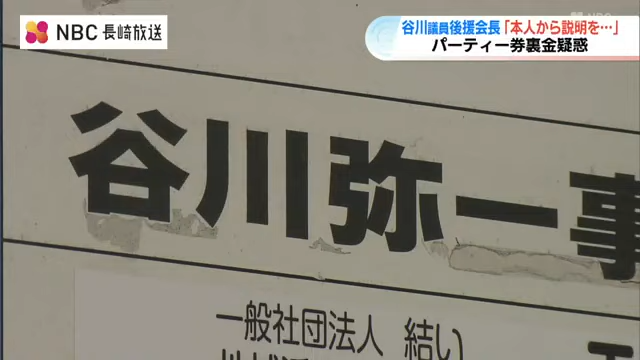 NBC 長崎放送
NBC
谷川議員後援会長「本人から説明を…」
パーティー券裏金疑惑
谷川弥一事
一般社団法人 結い